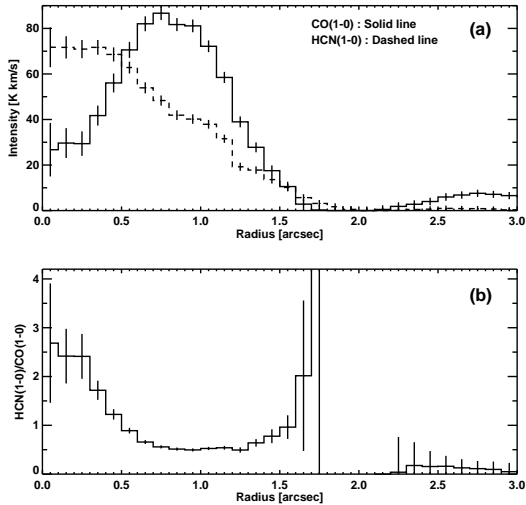 80
60
40
20
0
Intensity [K km/s]
CO(1-0) : Solid line
HCN(1-0) : Dashed line
(a)
0.0 0.5 1.0 1.5 2.0 2.5 3.0
Radius [arcsec]
4
3
2
1
0
HCN(1-0)/CO(1-0)
(b)
0.0 0.5 1.0 1.5 2.0 2.5 3.0
Radius [arcsec]